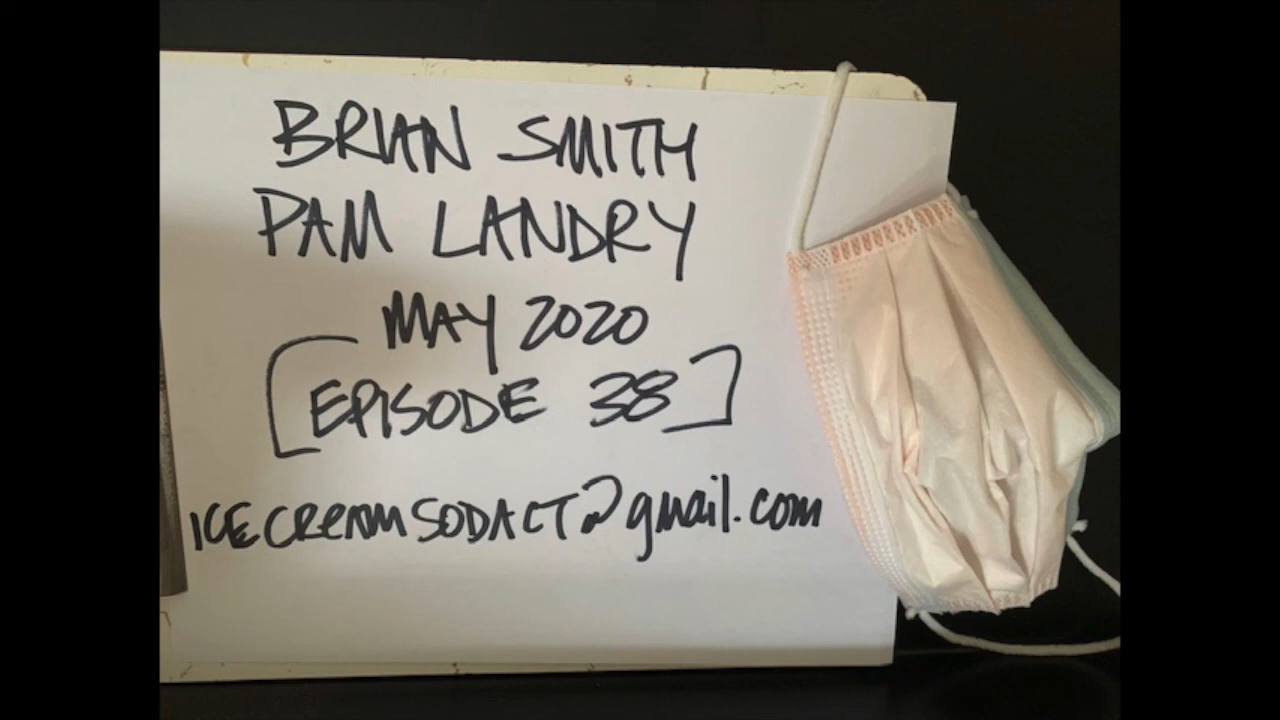 BRIAN SMITH
PAM LANDRY
MAY 2020
[EPISODE 38]
ICECREAMSODACT@gmail.com